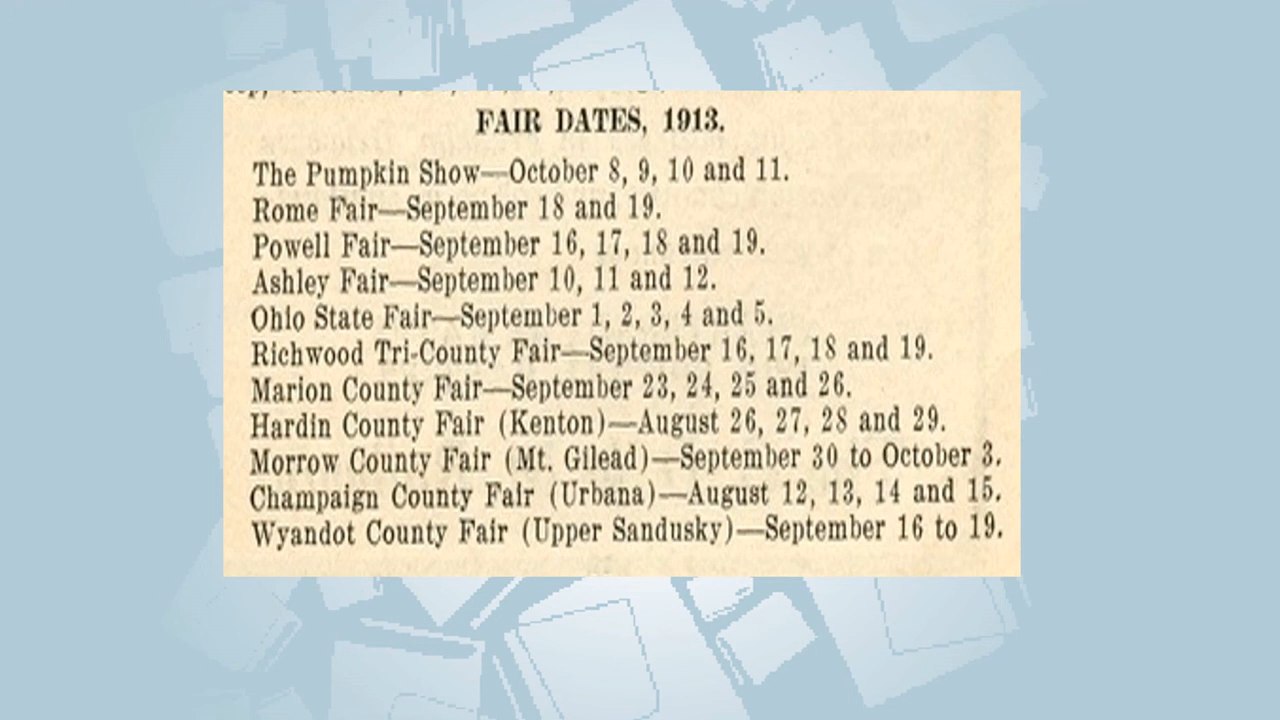 FAIR DATES, 1913.
The Pumpkin Show—October 8, 9, 10 and 11.
Rome Fair—September 18 and 19.
Powell Fair—September 16, 17, 18 and 19.
Ashley Fair—September 10, 11 and 12.
Ohio State Fair—September 1, 2, 3, 4 and 5.
Richwood Tri-County Fair—September 16, 17, 18 and 19.
Marion County Fair—September 23, 24, 25 and 26.
Hardin County Fair (Kenton)—August 26, 27, 28 and 29.
Morrow County Fair (Mt. Gilead)—September 30 to October 3.
Champaign County Fair (Urbana)—August 12, 13, 14 and 15.
Wyandot County Fair (Upper Sandusky)—September 16 to 19.